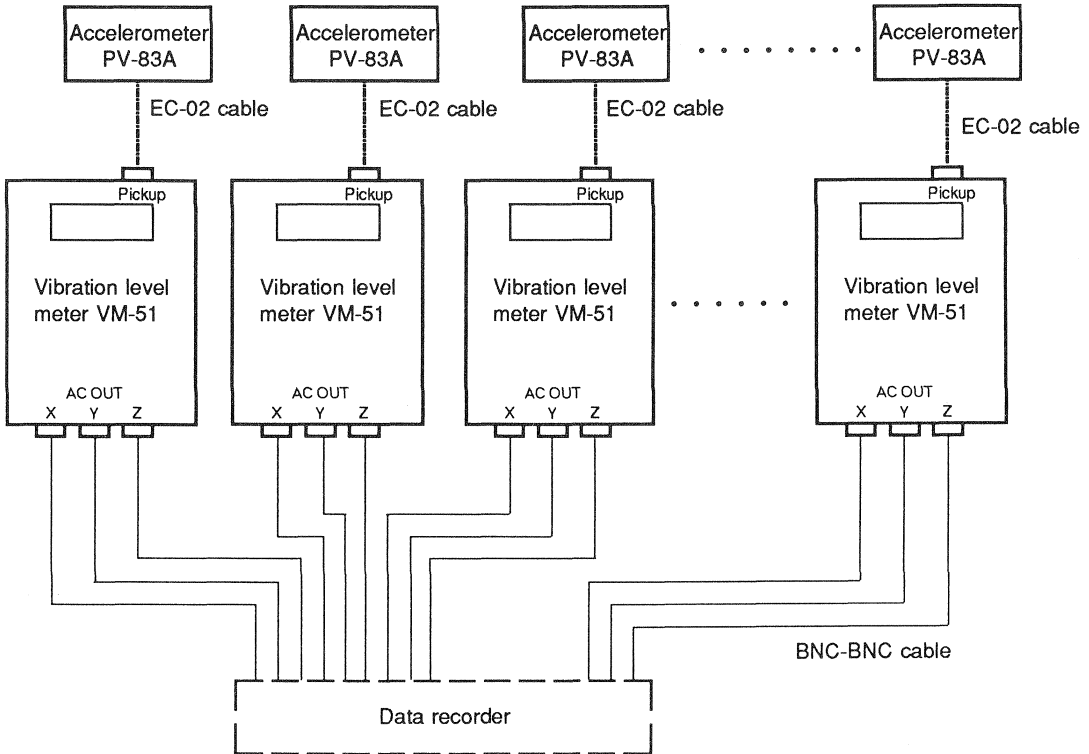 Accelerometer
PV-83A
Accelerometer
PV-83A
Accelerometer
PV-83A
Accelerometer
PV-83A
EC-02 cable
EC-02 cable
EC-02 cable
EC-02 cable
Pickup
Pickup
Pickup
Pickup
Vibration level
meter VM-51
Vibration level
meter VM-51
Vibration level
meter VM-51
Vibration level
meter VM-51
AC OUT
X Y Z
AC OUT
X Y Z
AC OUT
X Y Z
AC OUT
X Y Z
BNC-BNC cable
Data recorder